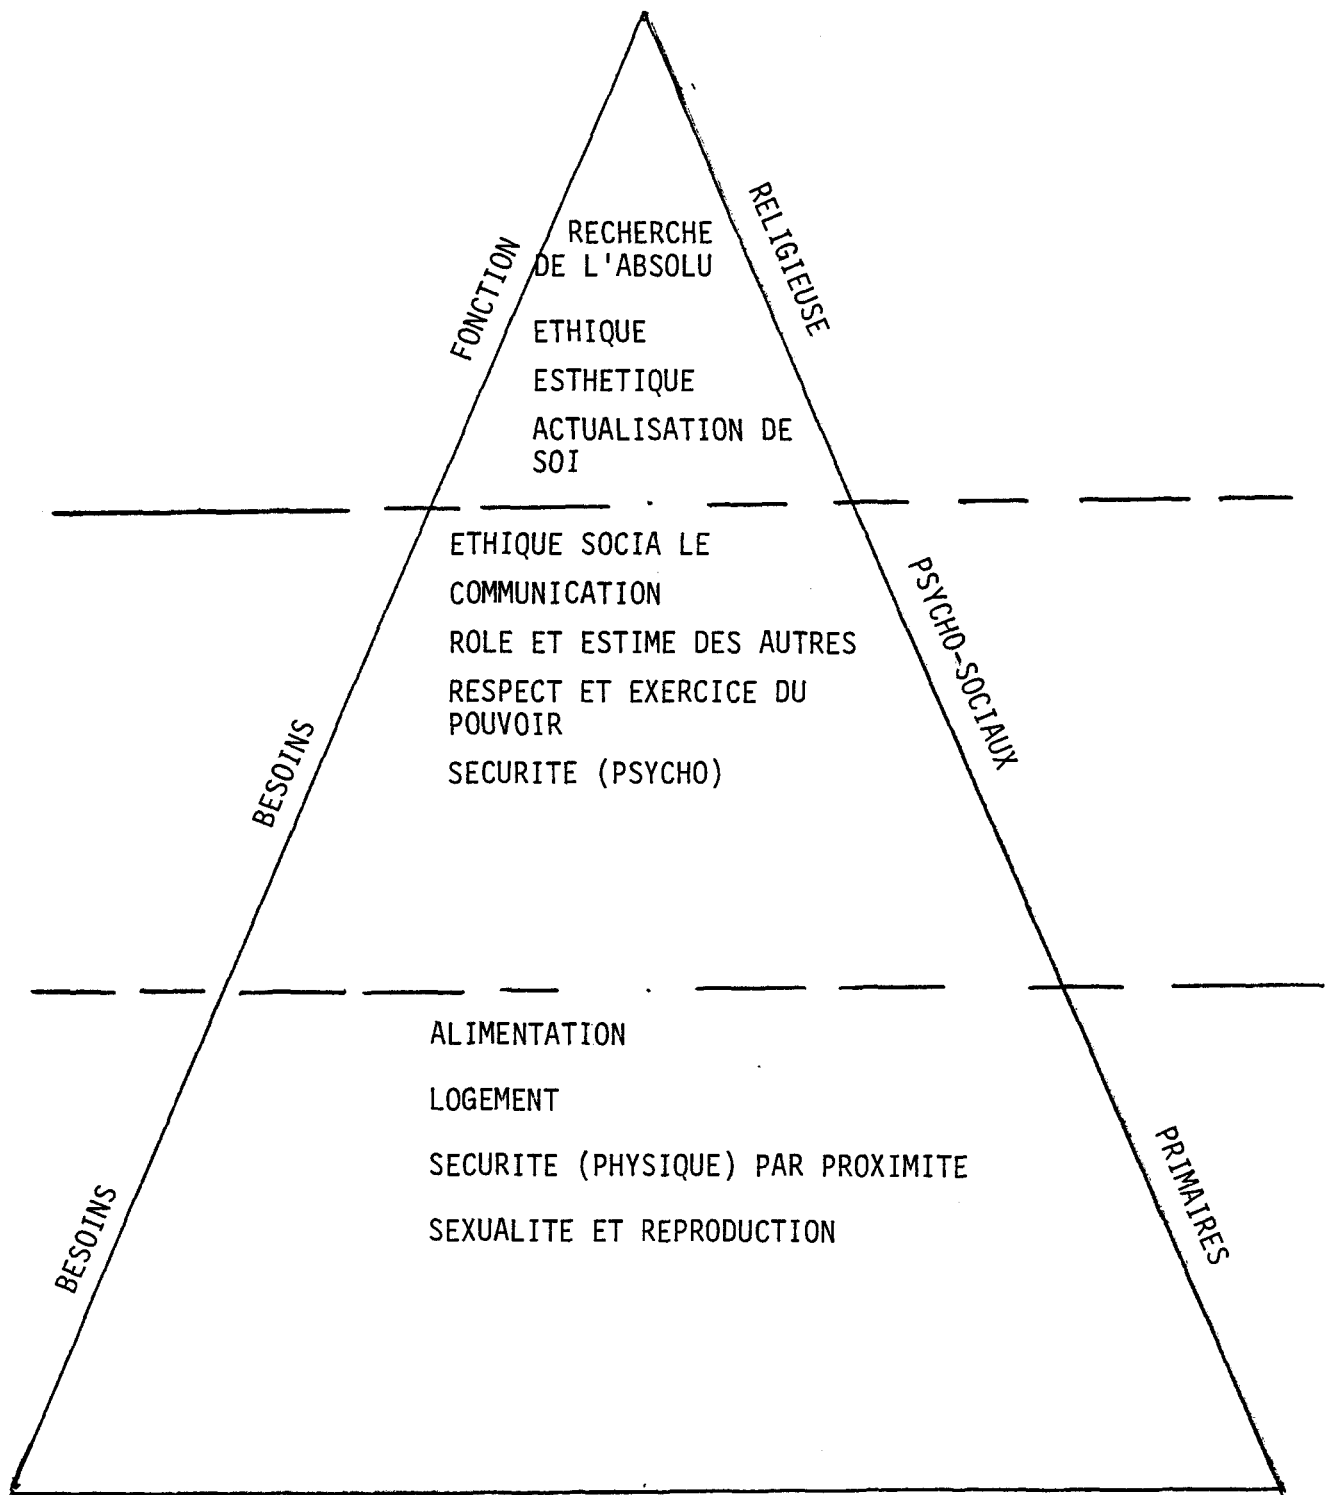 RELIGIEUSE
FONCTION
RECHERCHE
DE L'ABSOLU
ETHIQUE
ESTHETIQUE
ACTUALISATION DE
SOI
ETHIQUE SOCIA LE
COMMUNICATION
ROLE ET ESTIME DES AUTRES
RESPECT ET EXERCICE DU
POUVOIR
SECURITE (PSYCHO)
BESOINS
PSYCHO-SOCIAUX
ALIMENTATION
LOGEMENT
SECURITE (PHYSIQUE) PAR PROXIMITE
SEXUALITE ET REPRODUCTION
BESOINS
PRIMAIRES